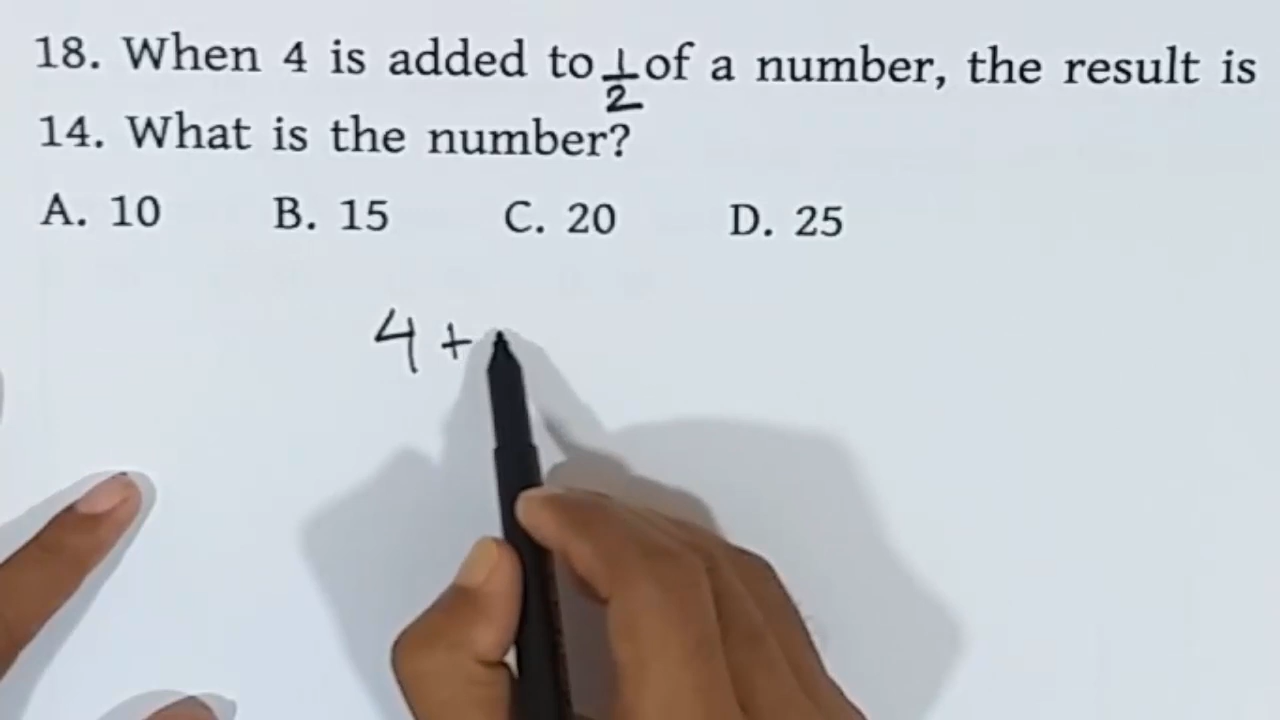 18. When 4 is added to 1/2 of a number, the result is
14. What is the number?
A. 10 B. 15 C. 20 D. 25
4 +